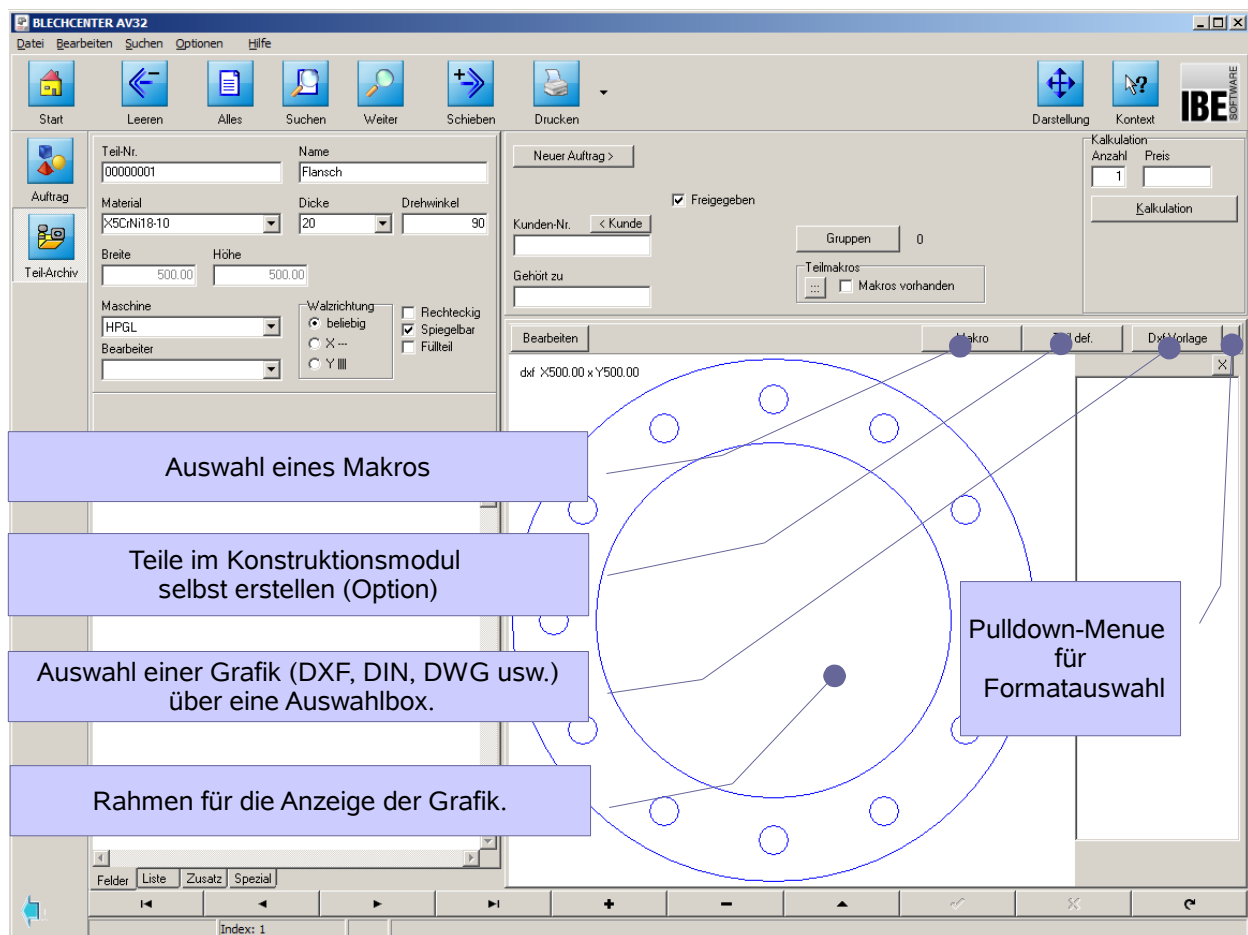 BLECHCENTER AV32
Datei Bearbeiten Suchen Optionen Hilfe
Start Leeren Alles Suchen Weiter Schieben Drucken Darstellung Kontext
IBE SOFTWARE
Auftrag
Teil-Archiv
Teil-Nr. Name
00000001 Flansch
Material Dicke Drehwinkel
X5CrNi18-10 20 90
Breite Höhe
500.00 500.00
Maschine
HPGL
Bearbeiter
Walzrichtung
beliebig
X ---
Y ||||
Rechteckig
Spiegelbar
Füllteil
Neuer Auftrag >
Freigegeben
Kunden-Nr. < Kunde
Gehört zu
Gruppen 0
Teilmakros
::: Makros vorhanden
Kalkulation
Anzahl Preis
1
Kalkulation
Bearbeiten Makro def. Dxf Vorlage
X
dxf X500.00 x Y500.00
Auswahl eines Makros
Teile im Konstruktionsmodul
selbst erstellen (Option)
Auswahl einer Grafik (DXF, DIN, DWG usw.)
über eine Auswahlbox.
Rahmen für die Anzeige der Grafik.
Pulldown-Menue
für
Formatauswahl
Felder Liste Zusatz Spezial
Index: 1